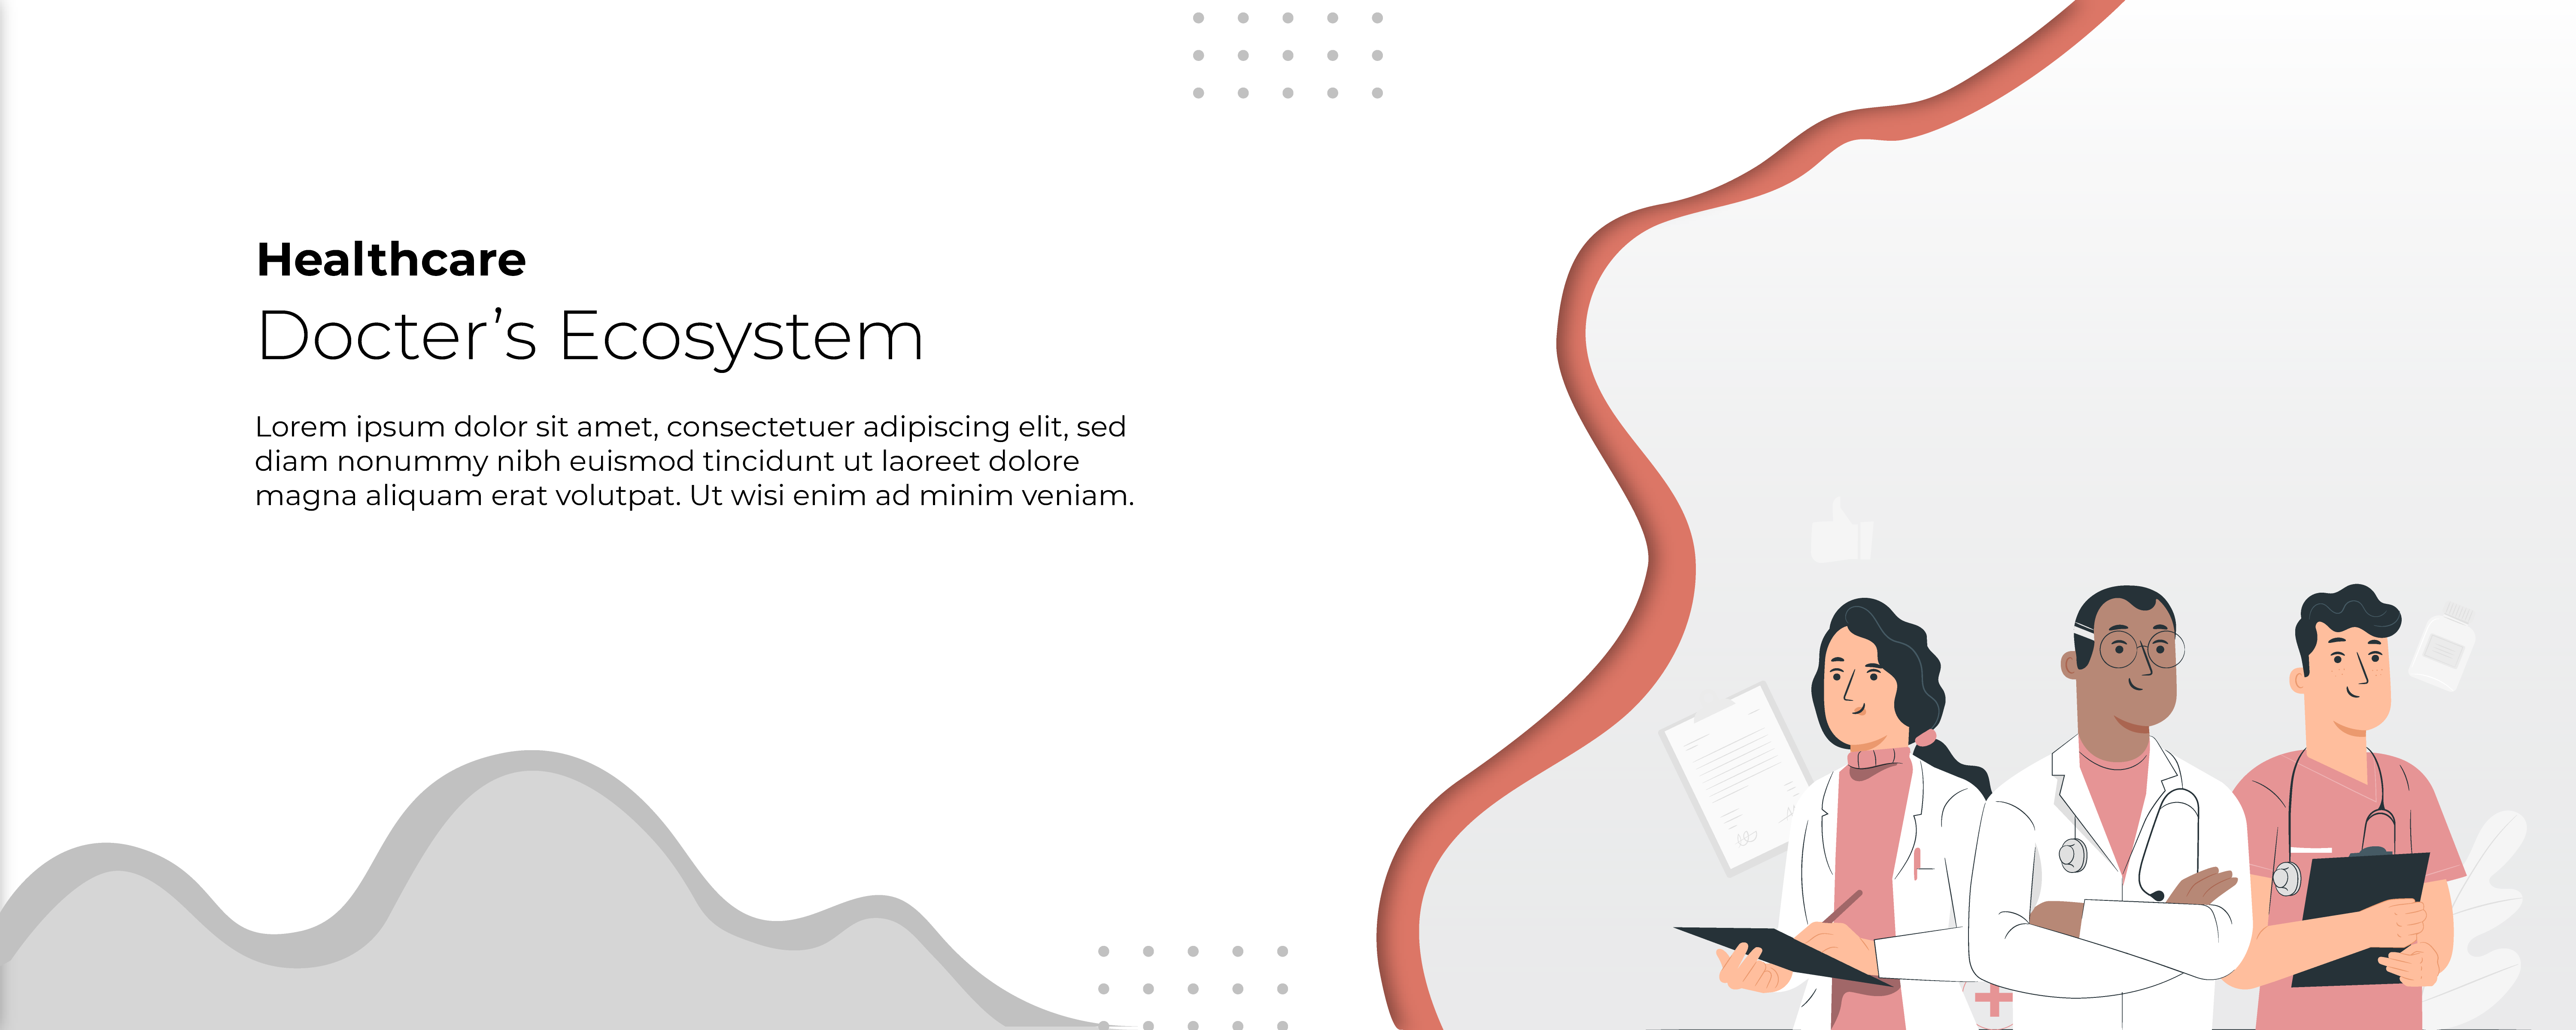 Healthcare
Docter’s Ecosystem
Lorem ipsum dolor sit amet, consectetuer adipiscing elit, sed
diam nonummy nibh euismod tincidunt ut laoreet dolore
magna aliquam erat volutpat. Ut wisi enim ad minim veniam.